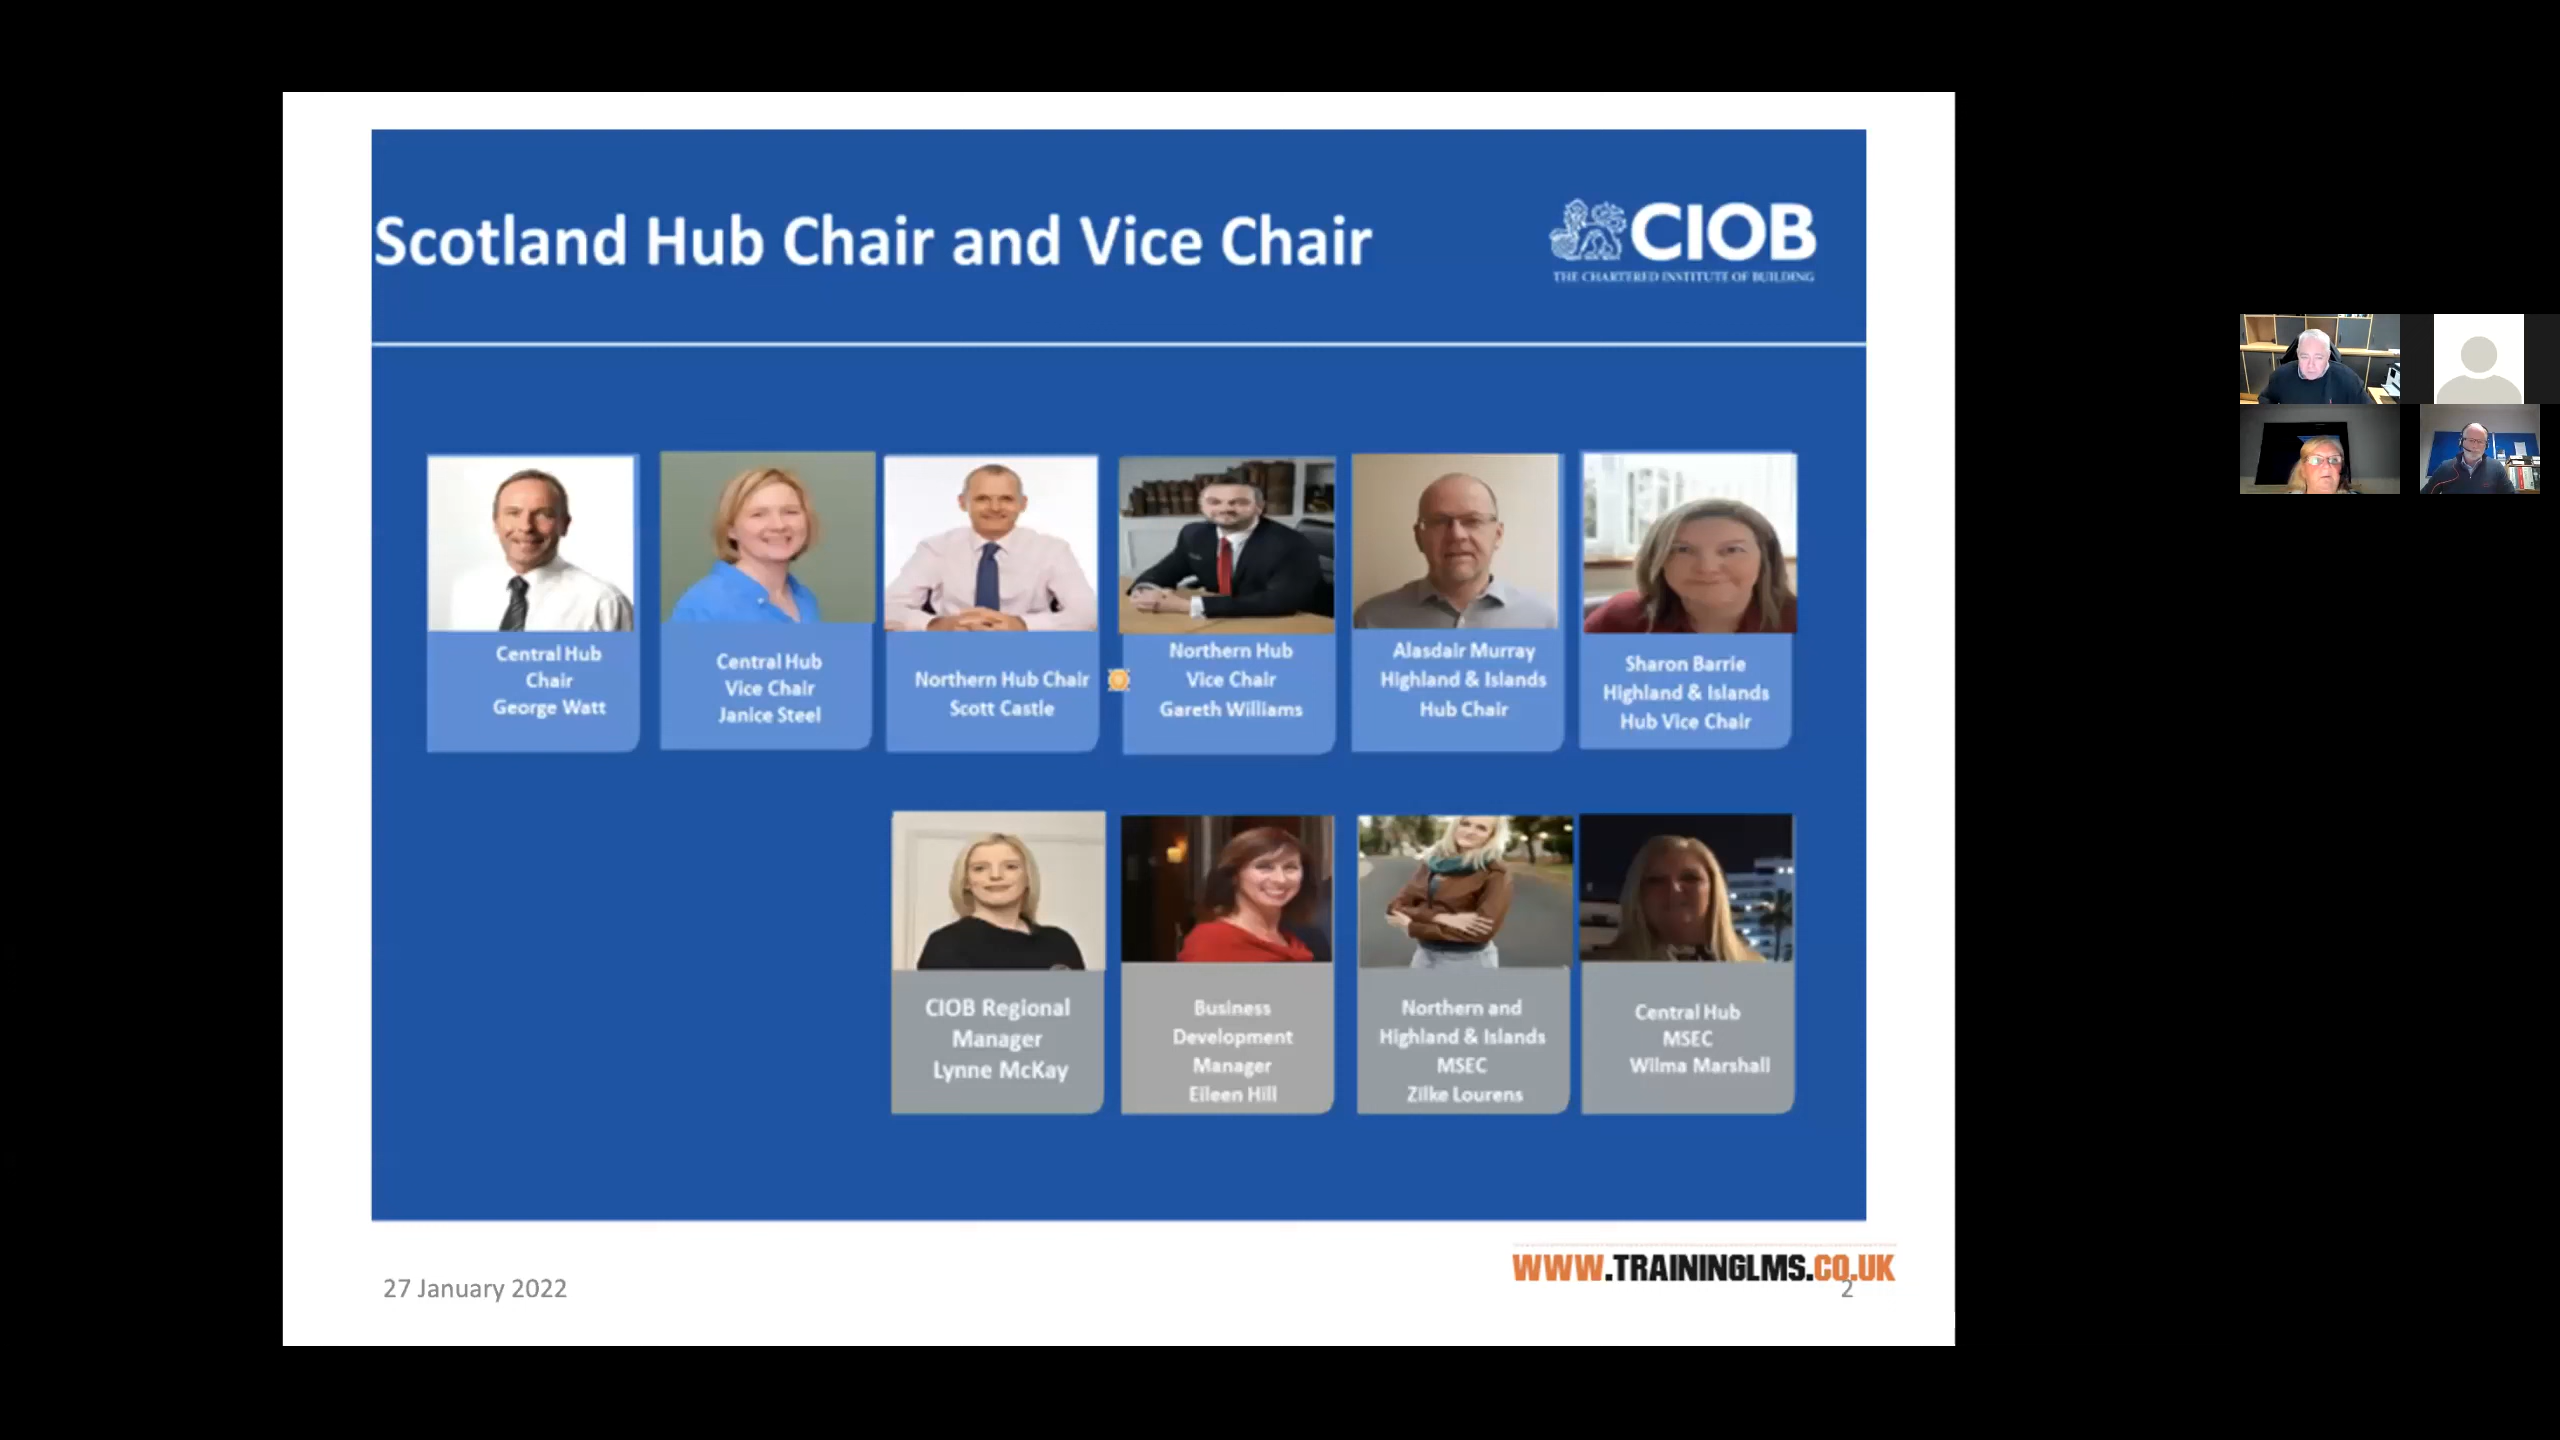 Scotland Hub Chair and Vice Chair
CIOB
THE CHARTERED INSTITUTE OF BUILDING
Central Hub
Chair
George Watt
Central Hub
Vice Chair
Janice Steel
Northern Hub Chair
Scott Castle
Northern Hub
Vice Chair
Gareth Williams
Alasdair Murray
Highland & Islands
Hub Chair
Sharon Barrie
Highland & Islands
Hub Vice Chair
CIOB Regional
Manager
Lynne McKay
Business
Development
Manager
Eileen Hill
Northern and
Highland & Islands
MSEC
Zilke Lourens
Central Hub
MSEC
Wilma Marshall
27 January 2022
WWW.TRAININGLMS.CO.UK
2